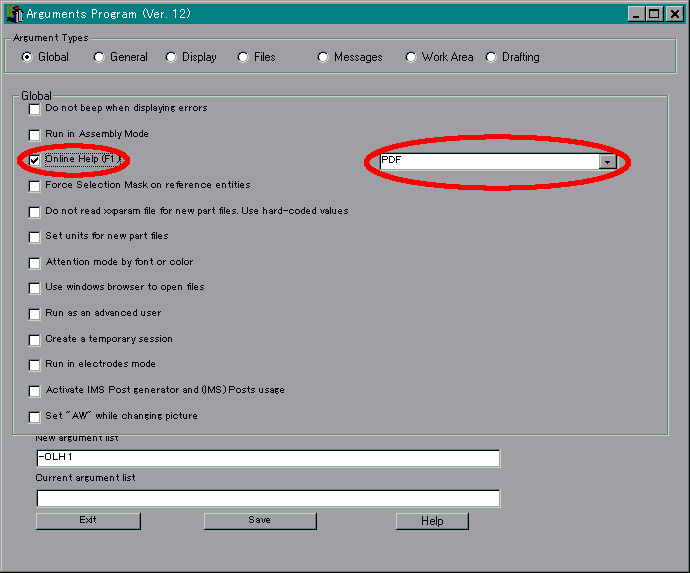 Arguments Program (Ver. 12)
Argument Types
Global General Display Files Messages Work Area Drafting
Global
Do not beep when displaying errors
Run in Assembly Mode
Online Help (F1) PDF
Force Selection Mask on reference entities
Do not read xxparam file for new part files. Use hard-coded values
Set units for new part files
Attention mode by font or color
Use windows browser to open files
Run as an advanced user
Create a temporary session
Run in electrodes mode
Activate IMS Post generator and (IMS) Posts usage
Set "AW" while changing picture
New argument list
-OLH 1
Current argument list
Exit Save Help